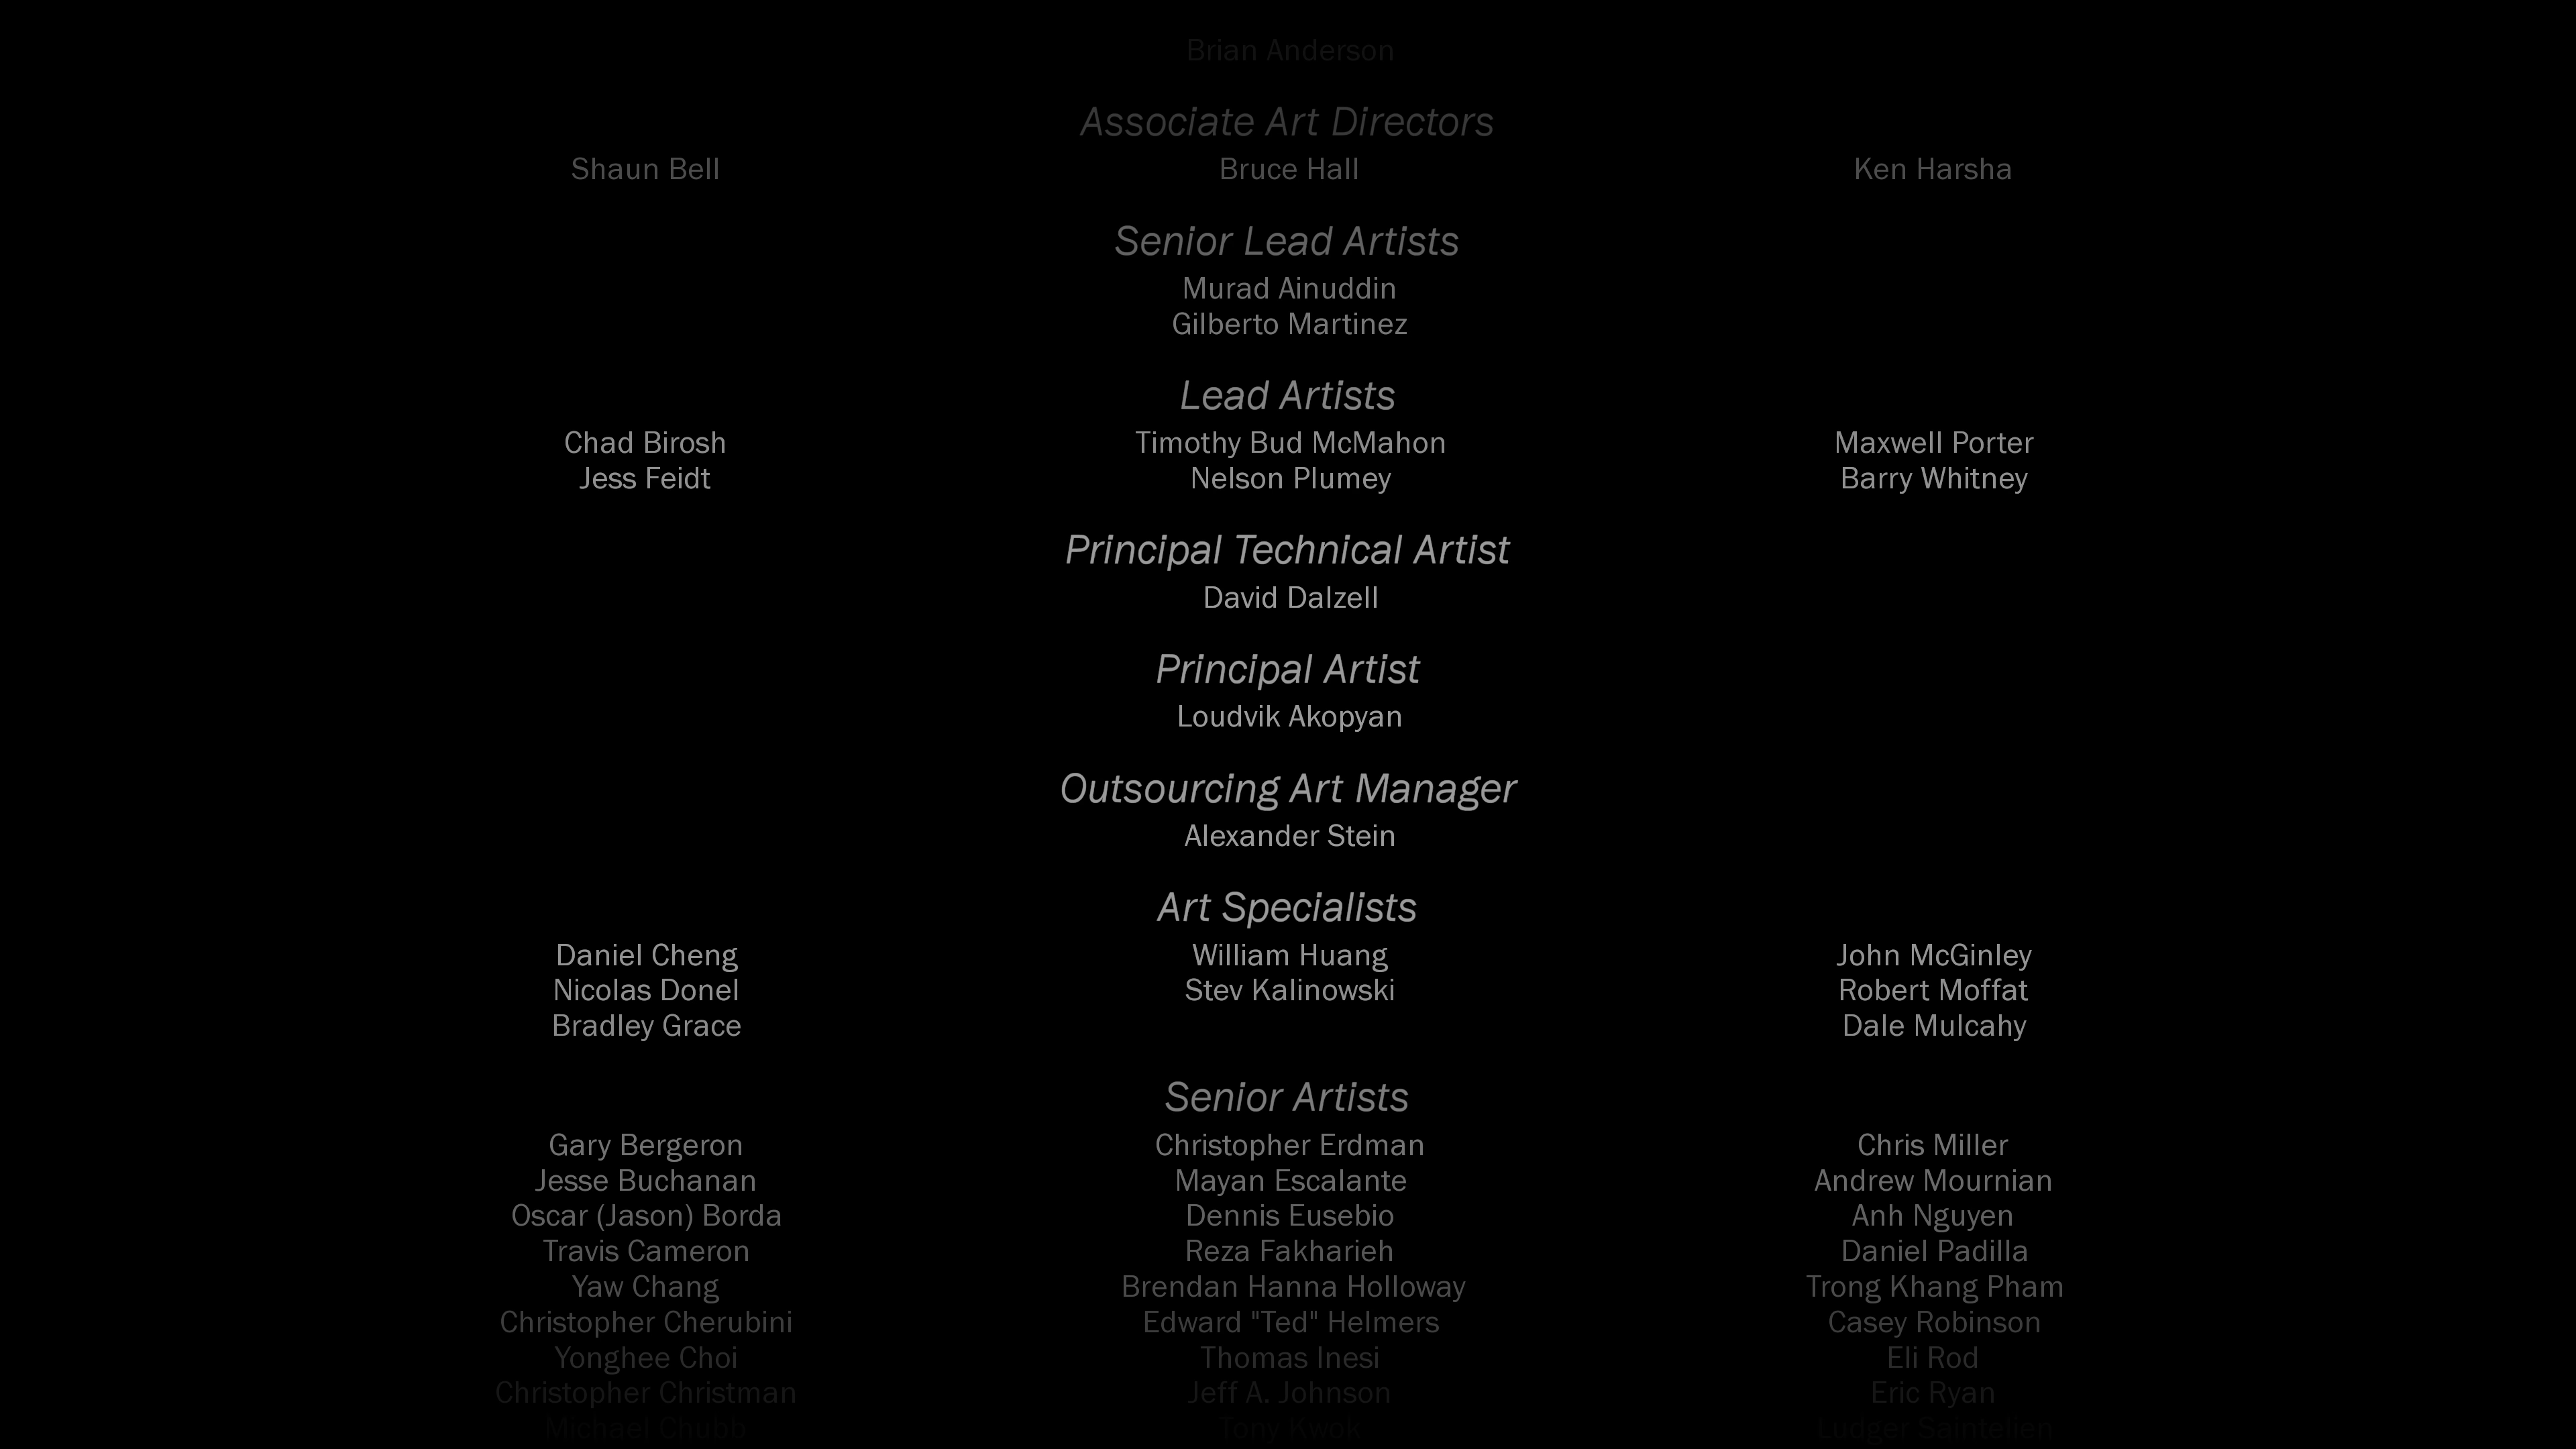 Brian Anderson
Associate Art Directors
Shaun Bell Bruce Hall Ken Harsha
Senior Lead Artists
Murad Ainuddin
Gilberto Martinez
Lead Artists
Chad Birosh Timothy Bud McMahon Maxwell Porter
Jess Feidt Nelson Plumey Barry Whitney
Principal Technical Artist
David Dalzell
Principal Artist
Loudvik Akopyan
Outsourcing Art Manager
Alexander Stein
Art Specialists
Daniel Cheng William Huang John McGinley
Nicolas Donel Stev Kalinowski Robert Moffat
Bradley Grace Dale Mulcahy
Senior Artists
Gary Bergeron Christopher Erdman Chris Miller
Jesse Buchanan Mayan Escalante Andrew Mournian
Oscar (Jason) Borda Dennis Eusebio Anh Nguyen
Travis Cameron Reza Fakharieh Daniel Padilla
Yaw Chang Brendan Hanna Holloway Trong Khang Pham
Christopher Cherubini Edward "Ted" Helmers Casey Robinson
Yonghee Choi Thomas Inesi Eli Rod
Christopher Christman Jeff A. Johnson Eric Ryan
Michael Chubb Tony Kwok Ludger Saintelien